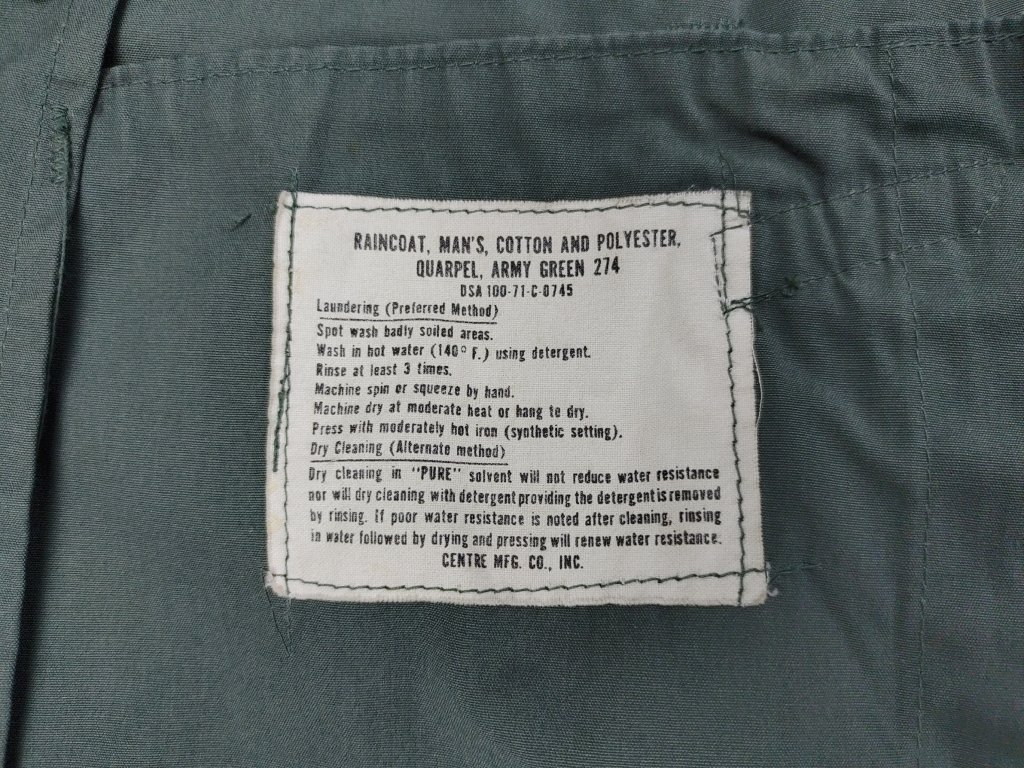 RAINCOAT, MAN'S, COTTON AND POLYESTER,
QUARPEL, ARMY GREEN 274
DSA 100-71-C-0745
Laundering (Preferred Method)
Spot wash badly soiled areas.
Wash in hot water (140° F.) using detergent.
Rinse at least 3 times.
Machine spin or squeeze by hand.
Machine dry at moderate heat or hang to dry.
Press with moderately hot iron (synthetic setting).
Dry Cleaning (Alternate method)
Dry cleaning in "PURE" solvent will not reduce water resistance
nor will dry cleaning with detergent providing the detergent is removed
by rinsing. If poor water resistance is noted after cleaning, rinsing
in water followed by drying and pressing will renew water resistance.
CENTRE MFG. CO., INC.